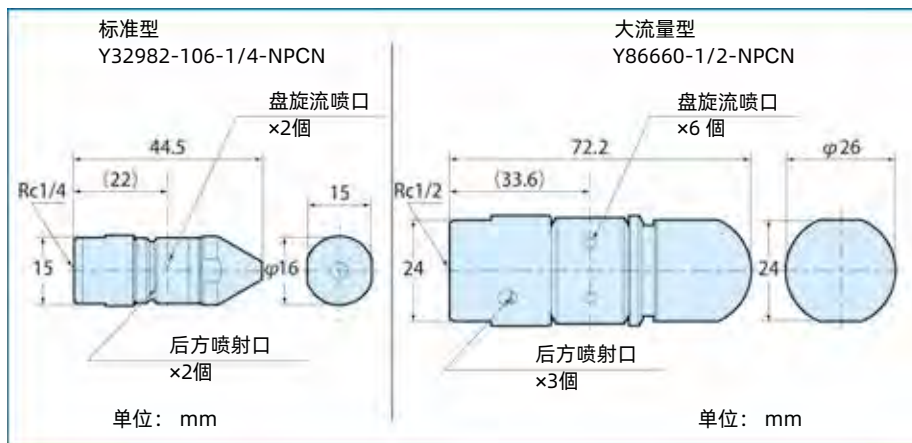 标准型
Y32982-106-1/4-NPCN
盘旋流喷口
×2個
44.5
(22)
Rc1/4
15
15
φ16
后方喷射口
×2個
单位： mm
大流量型
Y86660-1/2-NPCN
盘旋流喷口
×6 個
72.2
φ26
(33.6)
Rc1/2
24
24
后方喷射口
×3個
单位： mm